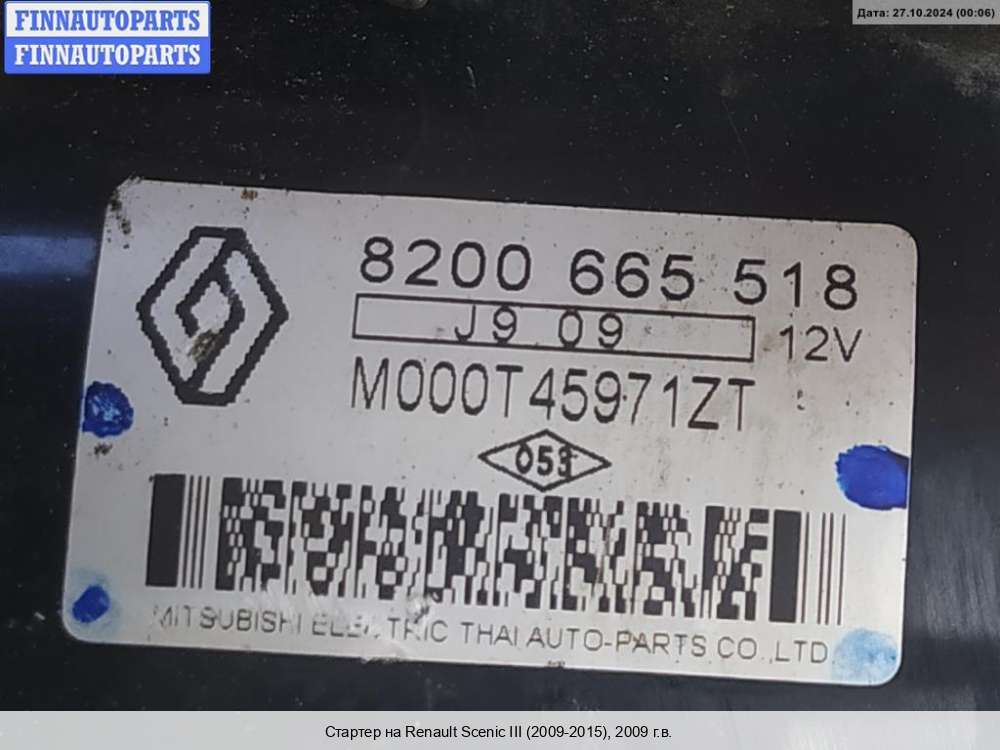 FINNAUTOPARTS
FINNAUTOPARTS
Дата: 27.10.2024 (00:06)
8200 665 518
J9 09
12V
M000T45971ZT
053
MITSUBISHI ELECTRIC THAI AUTO-PARTS CO.,LTD.
Стартер на Renault Scenic III (2009-2015), 2009 г.в.